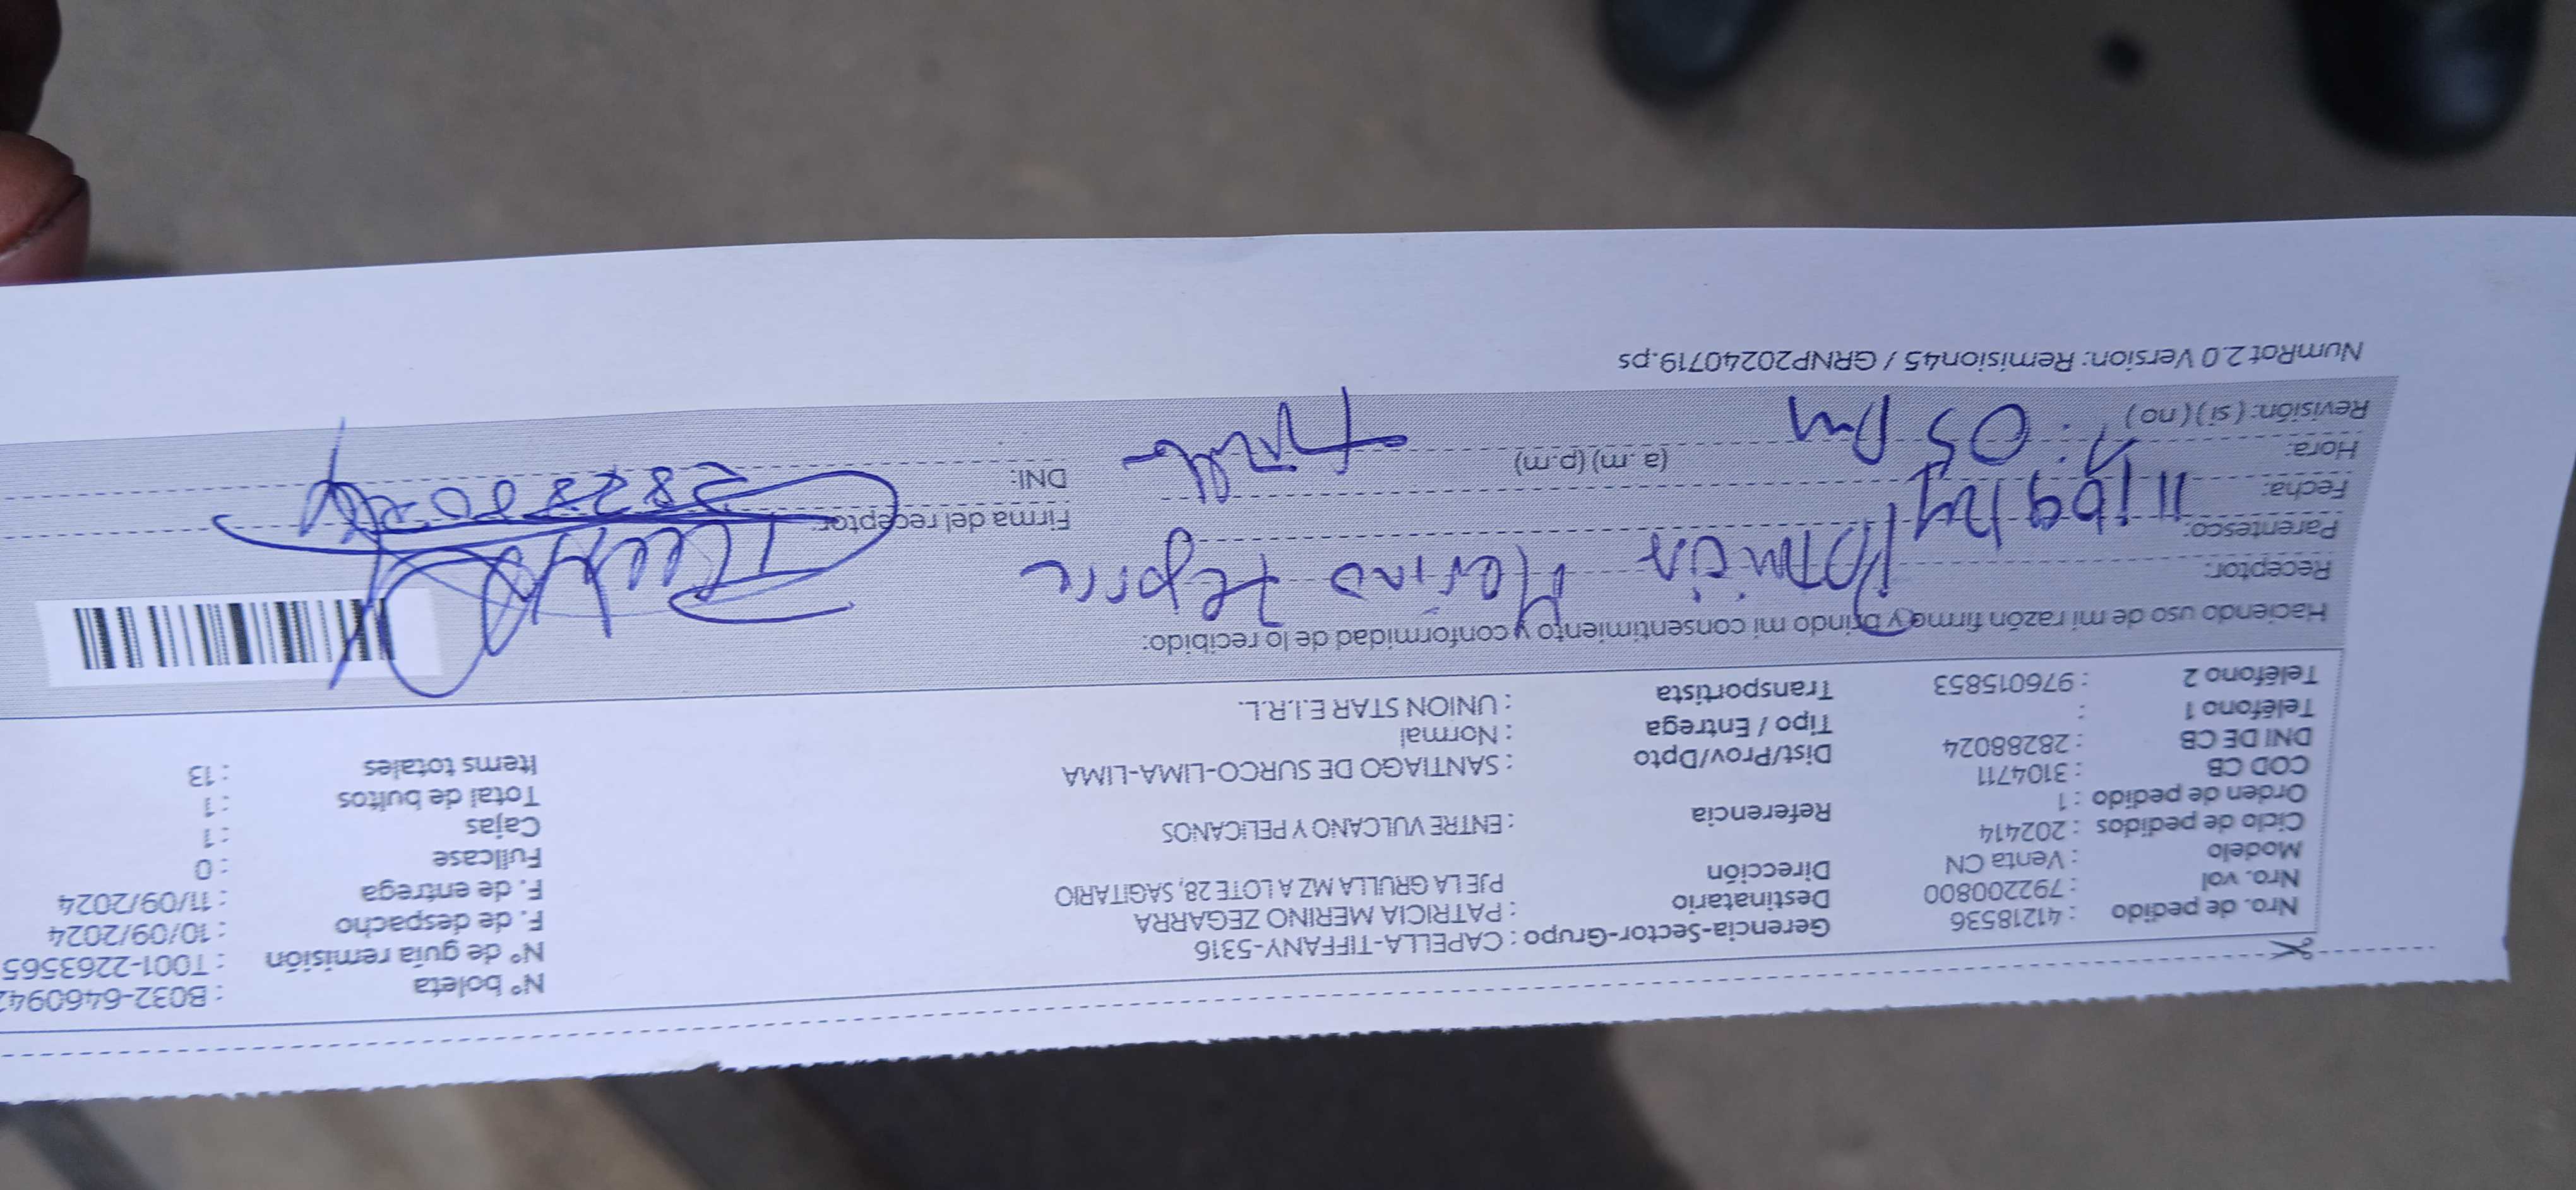 Nro. de pedido : 41218536 Gerencia-Sector-Grupo : CAPELLA-TIFFANY-5316 N° boleta : B032-646094
Nro. vol : 792200800 Destinatario : PATRICIA MERINO ZEGARRA N° de guía remisión : T001-2263565
Modelo : Venta CN Dirección PJE LA GRULLA MZ A LOTE 28, SAGITARIO F. de despacho : 10/09/2024
Ciclo de pedidos : 202414 F. de entrega : 11/09/2024
Orden de pedido : 1 Referencia : ENTRE VULCANO Y PELICANOS Fullcase : 0
COD CB : 3104711 Cajas : 1
DNI DE CB : 28288024 Dist/Prov/Dpto : SANTIAGO DE SURCO-LIMA-LIMA Total de bultos : 1
Teléfono 1 : Tipo / Entrega : Normal Items totales : 13
Teléfono 2 : 976015853 Transportista : UNION STAR E.I.R.L.
Haciendo uso de mi razón firmo y brindo mi consentimiento y conformidad de lo recibido:
Receptor: Patricia Merino
Parentesco: Firma del receptor:
Fecha: 11/09/24 DNI:
Hora: 1:05 pm (a.m) (p.m)
Revisión: (si) (no)
NumRot 2.0 Version: Remision45 / GRNP20240719.ps